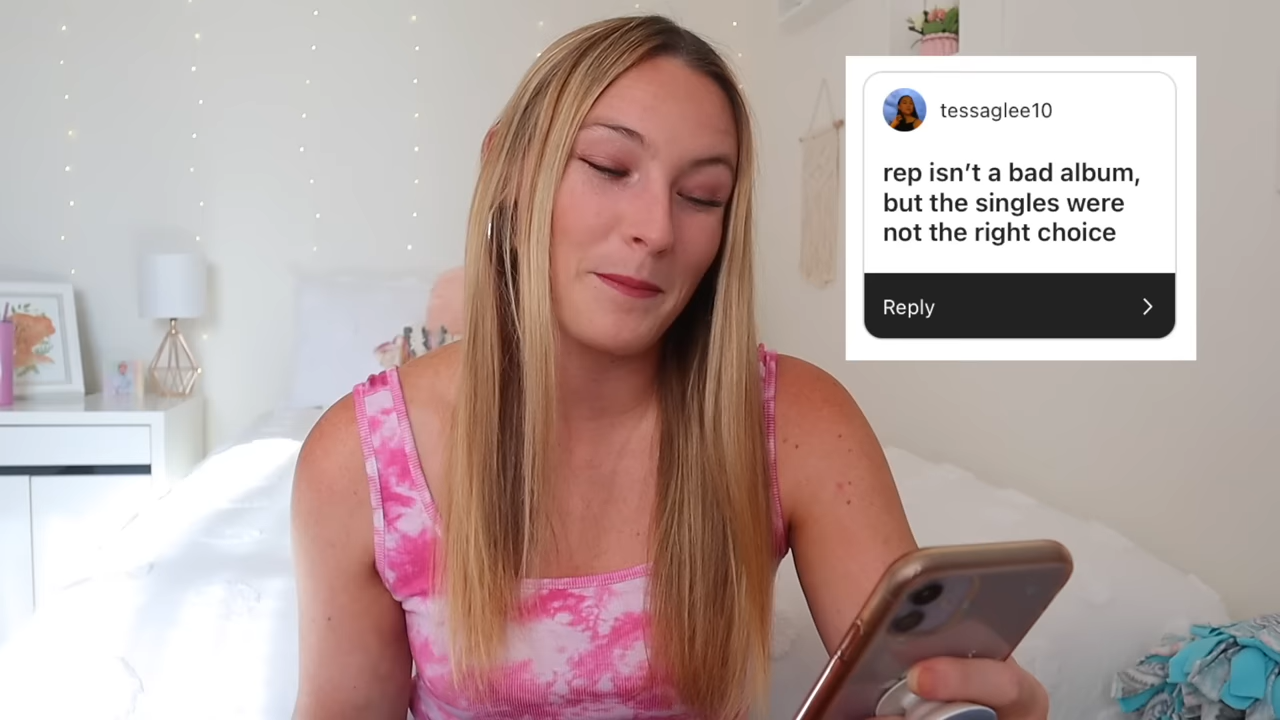 tessaglee10
rep isn’t a bad album,
but the singles were
not the right choice
Reply